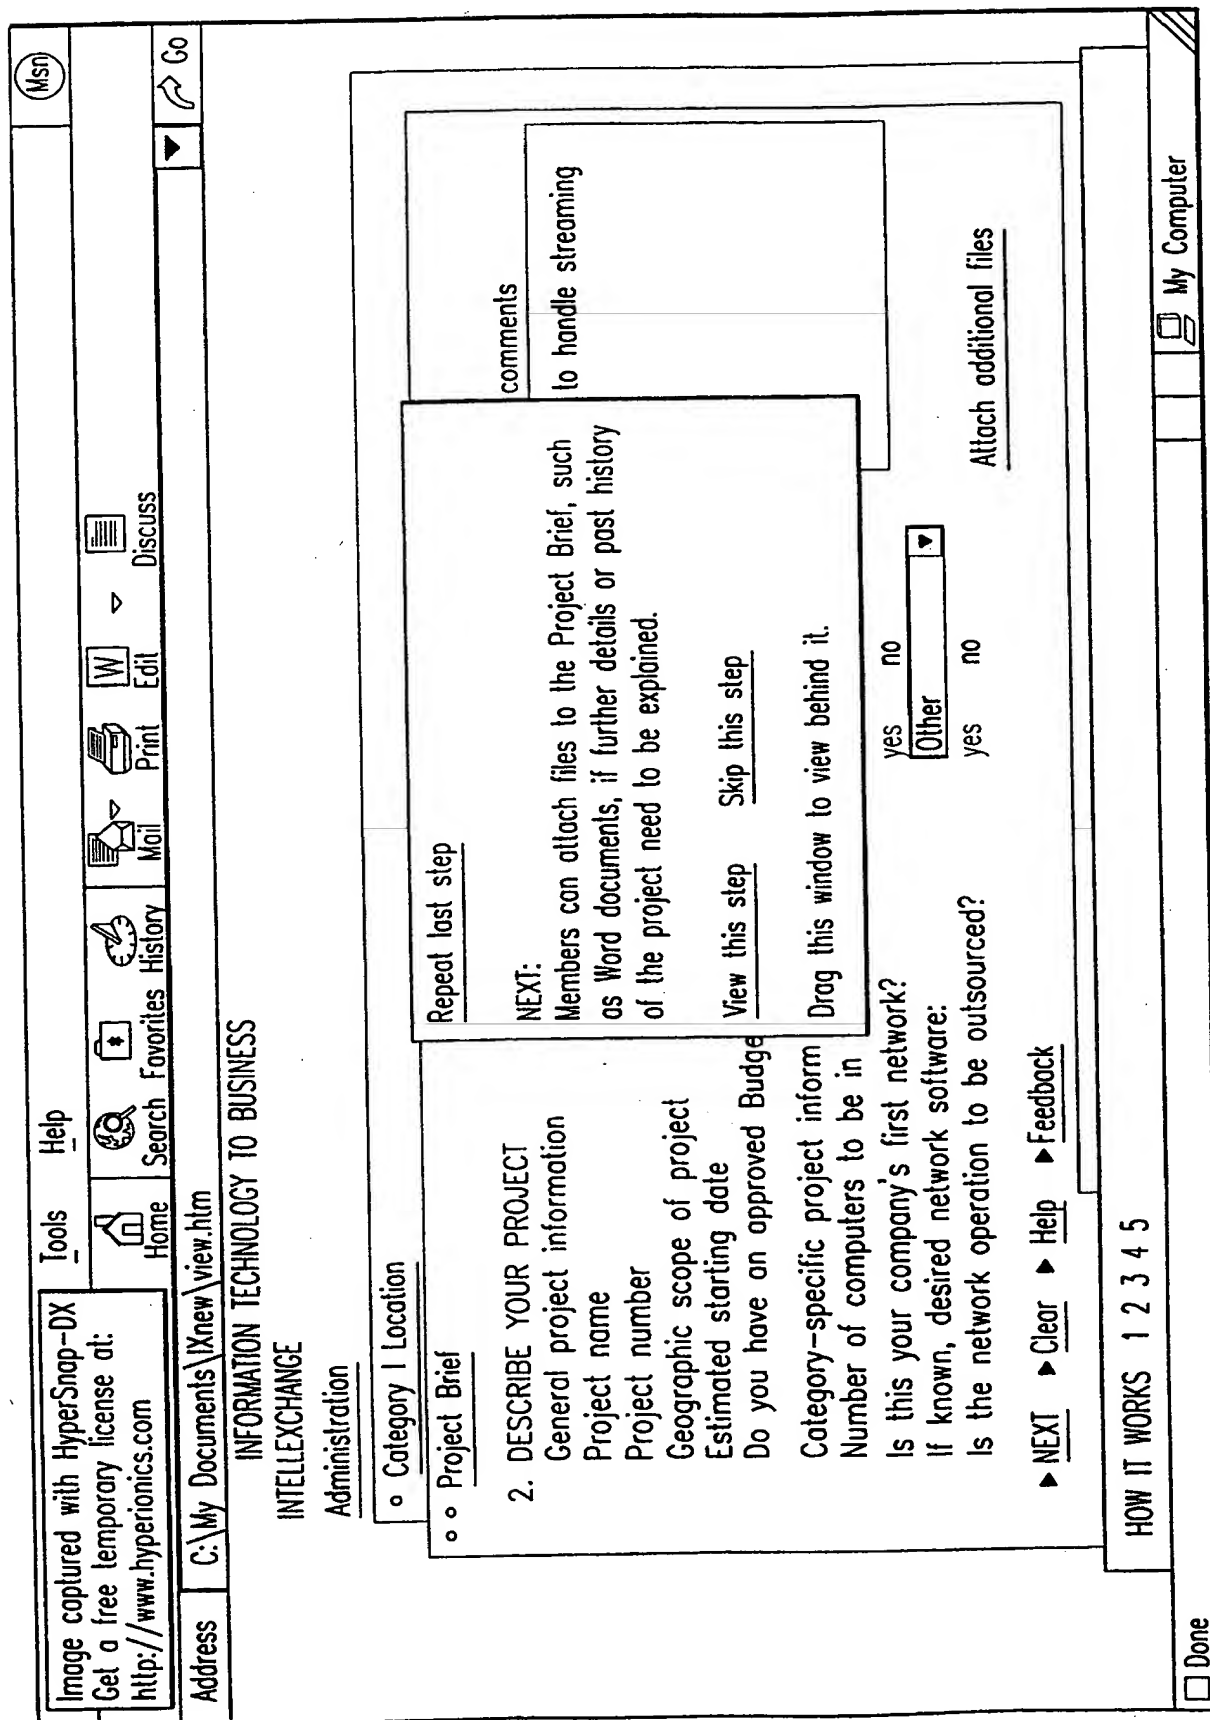 Image captured with HyperSnap-DX
Get a free temporary license at:
http://www.hyperionics.com
Tools Help
Msn
Home Search Favorites History Mail Print Edit Discuss
Address C:\My Documents\IXnew\view.htm Go
INFORMATION TECHNOLOGY TO BUSINESS
INTELLEXCHANGE
Administration
Category | Location
Project Brief
2. DESCRIBE YOUR PROJECT
General project information
Project name
Project number
Geographic scope of project
Estimated starting date
Do you have an approved Budge
Category-specific project inform
Number of computers to be in
Is this your company's first network? yes no
If known, desired network software: Other
Is the network operation to be outsourced? yes no
comments
to handle streaming
Repeat last step
NEXT:
Members can attach files to the Project Brief, such
as Word documents, if further details or past history
of the project need to be explained.
View this step Skip this step
Drag this window to view behind it.
Attach additional files
NEXT Clear Help Feedback
HOW IT WORKS 1 2 3 4 5
Done My Computer